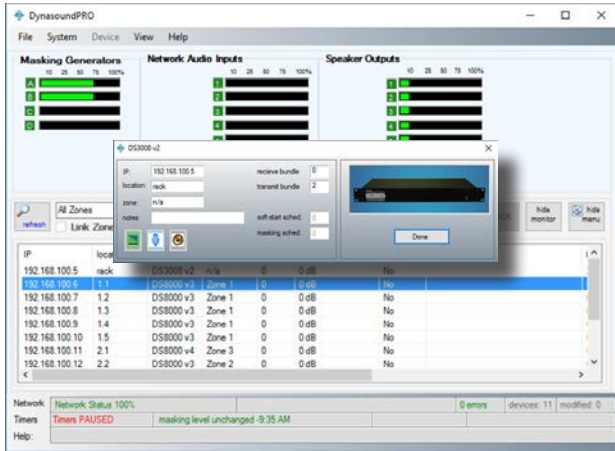 DynasoundPRO
File System Device View Help
Masking Generators Network Audio Inputs Speaker Outputs
10 25 50 75 100% 10 25 50 75 100% 10 25 50 75 100%
A 1 1
B 2 2
C 3 3
D 4 4
DS3008 v2
IP: 192.168.100.5 recieve bundle 0
location: rack transmit bundle 2
zone: n/a
notes: soft start sched. 0
masking sched. 0
Done
refresh All Zones hide monitor hide menu
Link Zone
IP
192.168.100.5 rack DS3008 v2 n/a 0 0 dB No
192.168.100.6 1.1 DS8000 v3 Zone 1 0 0 dB No
192.168.100.7 1.2 DS8000 v3 Zone 1 0 0 dB No
192.168.100.8 1.3 DS8000 v3 Zone 1 0 0 dB No
192.168.100.9 1.4 DS8000 v3 Zone 1 0 0 dB No
192.168.100.10 1.5 DS8000 v3 Zone 1 0 0 dB No
192.168.100.11 2.1 DS8000 v4 Zone 3 0 0 dB No
192.168.100.12 2.2 DS8000 v3 Zone 2 0 0 dB No
Network Network Status 100% 0 errors devices: 11 modified: 0
Timers Timers PAUSED masking level unchanged -9:35 AM
Help: